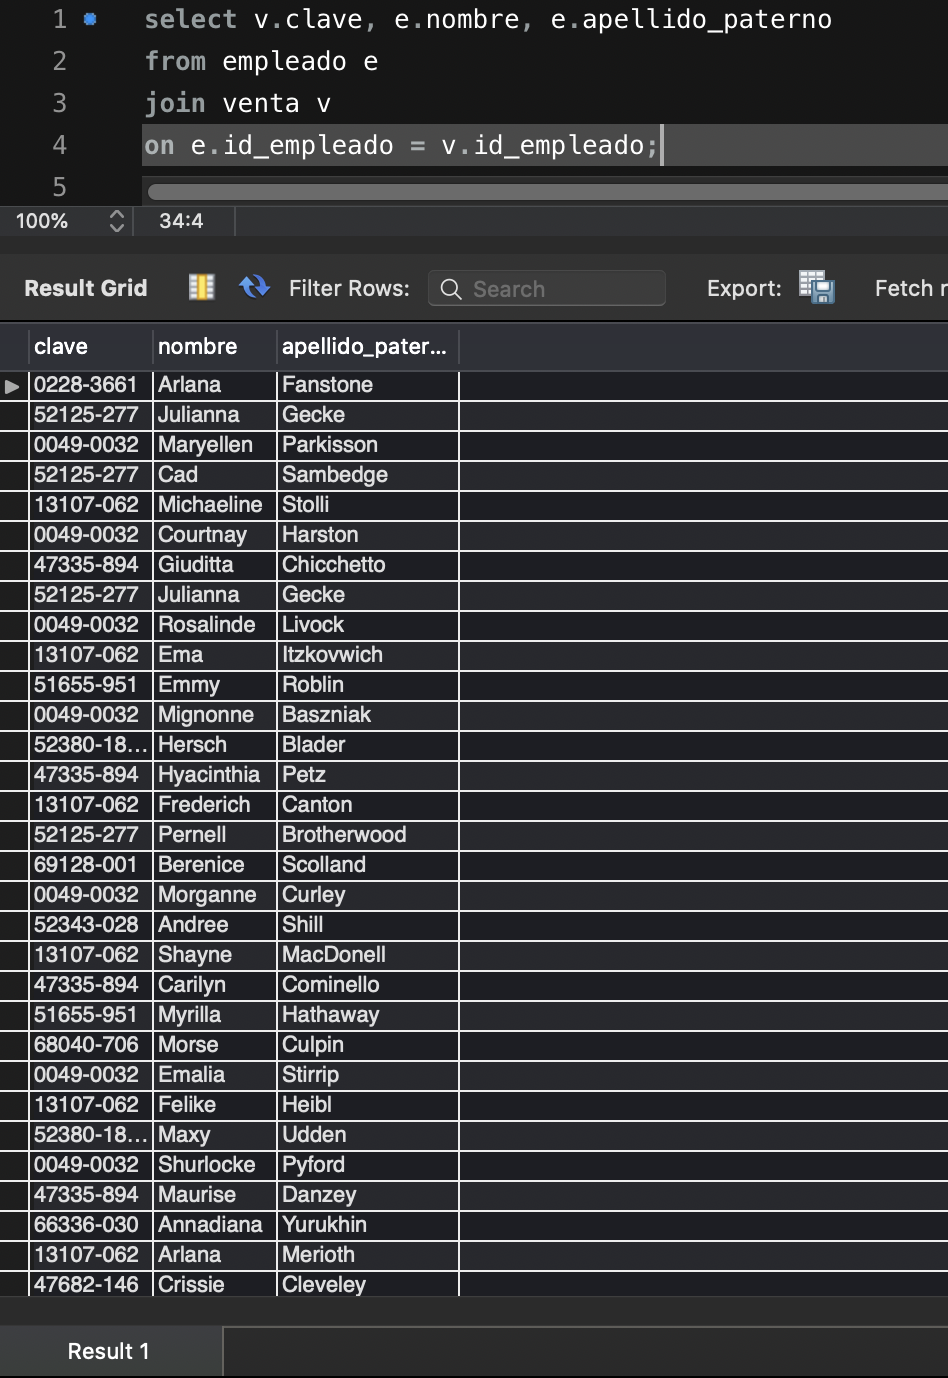 1 select v.clave, e.nombre, e.apellido_paterno
2 from empleado e
3 join venta v
4 on e.id_empleado = v.id_empleado;
5
100% 34:4
Result Grid Filter Rows: Search Export: Fetch r
clave nombre apellido_pater...
0228-3661 Arlana Fanstone
52125-277 Julianna Gecke
0049-0032 Maryellen Parkisson
52125-277 Cad Sambedge
13107-062 Michaeline Stolli
0049-0032 Courtnay Harston
47335-894 Giuditta Chicchetto
52125-277 Julianna Gecke
0049-0032 Rosalinde Livock
13107-062 Ema Itzkovwich
51655-951 Emmy Roblin
0049-0032 Mignonne Baszniak
52380-18... Hersch Blader
47335-894 Hyacinthia Petz
13107-062 Frederich Canton
52125-277 Pernell Brotherwood
69128-001 Berenice Scolland
0049-0032 Morganne Curley
52343-028 Andree Shill
13107-062 Shayne MacDonell
47335-894 Carilyn Cominello
51655-951 Myrilla Hathaway
68040-706 Morse Culpin
0049-0032 Emalia Stirrip
13107-062 Felike Heibl
52380-18... Maxy Udden
0049-0032 Shurlocke Pyford
47335-894 Maurise Danzey
66336-030 Annadiana Yurukhin
13107-062 Arlana Merioth
47682-146 Crissie Cleveley
Result 1